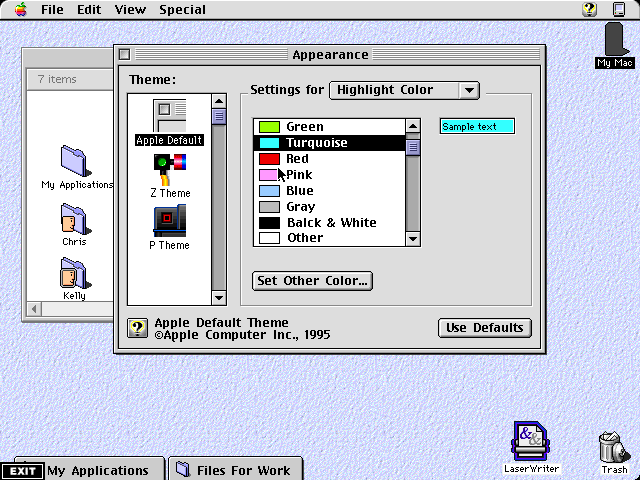 File Edit View Special
My Mac
7 items
Appearance
Theme:
Settings for Highlight Color
Apple Default
Z Theme
P Theme
Green
Turquoise
Red
Pink
Blue
Gray
Balck & White
Other
Sample text
Set Other Color...
My Applications
Chris
Kelly
?
Apple Default Theme
©Apple Computer Inc., 1995
Use Defaults
LaserWriter
Trash
EXIT
My Applications
Files For Work